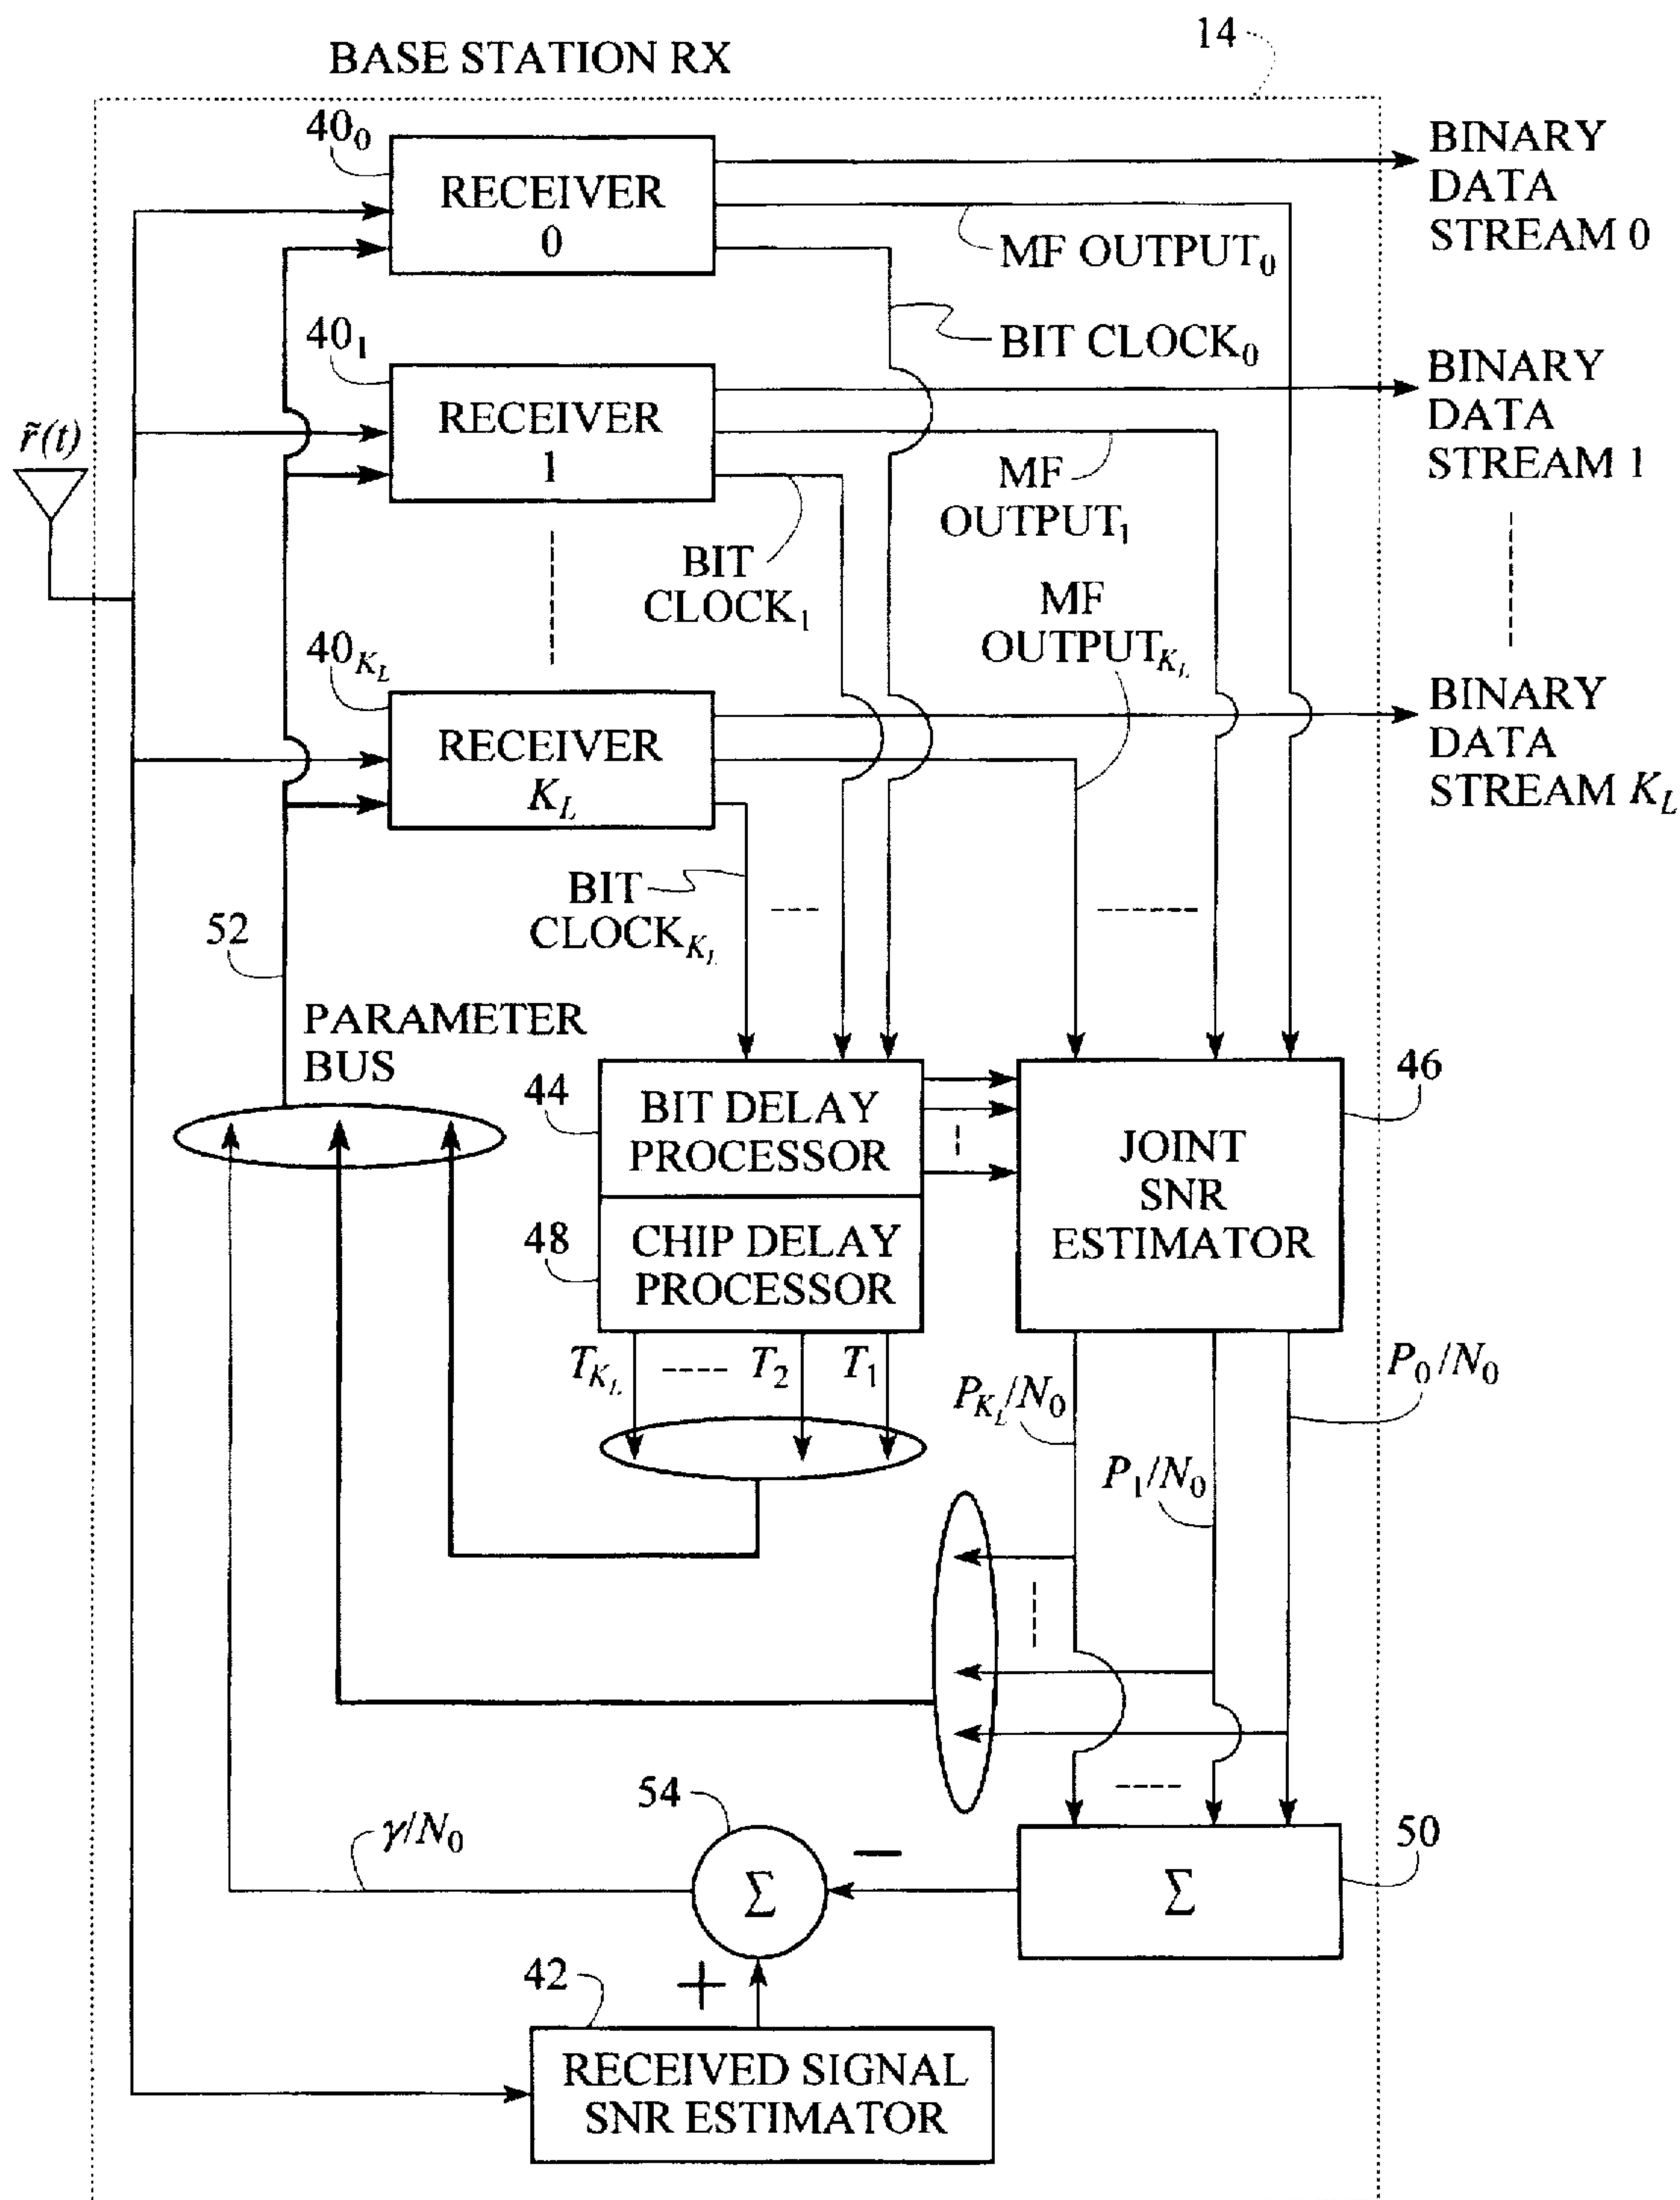 14
BASE STATION RX
40₀
RECEIVER
0
BINARY
DATA
STREAM 0
MF OUTPUT₀
BIT CLOCK₀
40₁
RECEIVER
1
BINARY
DATA
STREAM 1
r̃(t)
MF
OUTPUT₁
BIT
CLOCK₁
MF
OUTPUT_{K_L}
40_{K_L}
RECEIVER
K_L
BINARY
DATA
STREAM K_L
BIT
CLOCK_{K_L}
52
PARAMETER
BUS
44
BIT DELAY
PROCESSOR
46
JOINT
SNR
ESTIMATOR
48
CHIP DELAY
PROCESSOR
T_{K_L}
T₂
T₁
P_{K_L}/N₀
P₀/N₀
P₁/N₀
54
γ/N₀
Σ
−
50
Σ
+
42
RECEIVED SIGNAL
SNR ESTIMATOR